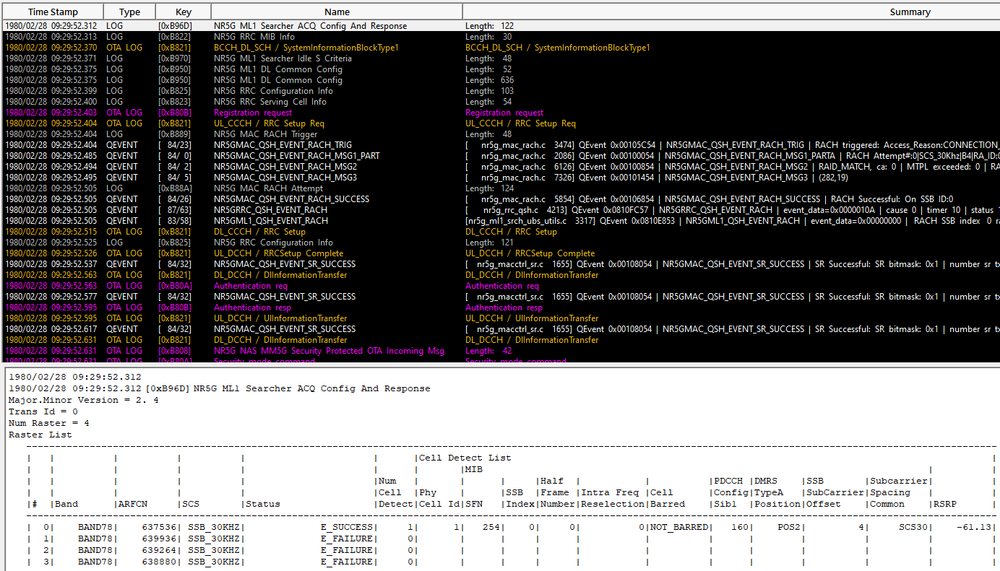 Time Stamp Type Key Name Summary
1980/02/28 09:29:52.312 LOG [0xB96D] NR5G ML1 Searcher ACQ Config And Response Length: 122
1980/02/28 09:29:52.313 LOG [0xB822] NR5G RRC MIB Info Length: 30
1980/02/28 09:29:52.370 OTA LOG [0xB821] BCCH_DL_SCH / SystemInformationBlockType1 BCCH_DL_SCH / SystemInformationBlockType1
1980/02/28 09:29:52.371 LOG [0xB970] NR5G ML1 Searcher Idle S Criteria Length: 48
1980/02/28 09:29:52.375 LOG [0xB950] NR5G ML1 DL Common Config Length: 52
1980/02/28 09:29:52.375 LOG [0xB950] NR5G ML1 DL Common Config Length: 636
1980/02/28 09:29:52.399 LOG [0xB825] NR5G RRC Configuration Info Length: 103
1980/02/28 09:29:52.400 LOG [0xB823] NR5G RRC Serving Cell Info Length: 54
1980/02/28 09:29:52.403 OTA LOG [0xB80B] Registration request Registration request
1980/02/28 09:29:52.404 OTA LOG [0xB821] UL_CCCH / RRC Setup Req UL_CCCH / RRC Setup Req
1980/02/28 09:29:52.404 LOG [0xB889] NR5G MAC RACH Trigger Length: 48
1980/02/28 09:29:52.404 QEVENT [ 84/23] NR5GMAC_QSH_EVENT_RACH_TRIG [ nr5g_mac_rach.c 3474] QEvent 0x00105C54 | NR5GMAC_QSH_EVENT_RACH_TRIG | RACH triggered: Access_Reason:CONNECTION_
1980/02/28 09:29:52.485 QEVENT [ 84/ 0] NR5GMAC_QSH_EVENT_RACH_MSG1_PART [ nr5g_mac_rach.c 2086] QEvent 0x00100054 | NR5GMAC_QSH_EVENT_RACH_MSG1_PARTA | RACH Attempt#:0|SCS_30Khz|B4|RA_ID:0
1980/02/28 09:29:52.494 QEVENT [ 84/ 2] NR5GMAC_QSH_EVENT_RACH_MSG2 [ nr5g_mac_rach.c 6126] QEvent 0x00100854 | NR5GMAC_QSH_EVENT_RACH_MSG2 | RAID_MATCH, ca: 0 | MTPL exceeded: 0 | RA
1980/02/28 09:29:52.495 QEVENT [ 84/ 5] NR5GMAC_QSH_EVENT_RACH_MSG3 [ nr5g_mac_rach.c 7326] QEvent 0x00101454 | NR5GMAC_QSH_EVENT_RACH_MSG3 | (282,19)
1980/02/28 09:29:52.505 LOG [0xB88A] NR5G MAC RACH Attempt Length: 124
1980/02/28 09:29:52.505 QEVENT [ 84/26] NR5GMAC_QSH_EVENT_RACH_SUCCESS [ nr5g_mac_rach.c 5854] QEvent 0x00106854 | NR5GMAC_QSH_EVENT_RACH_SUCCESS | RACH Successful: On SSB ID:0
1980/02/28 09:29:52.505 QEVENT [ 87/63] NR5GRRC_QSH_EVENT_RACH [ nr5g_rrc_qsh.c 4213] QEvent 0x0810FC57 | NR5GRRC_QSH_EVENT_RACH | event_data=0x0000010A | cause 0 | timer 10 | status
1980/02/28 09:29:52.505 QEVENT [ 83/58] NR5GML1_QSH_EVENT_RACH [nr5g_ml1_srch_ubs_utils.c 3317] QEvent 0x0810E853 | NR5GML1_QSH_EVENT_RACH | event_data=0x00000000 | RACH SSB index 0 ra
1980/02/28 09:29:52.515 OTA LOG [0xB821] DL_CCCH / RRC Setup DL_CCCH / RRC Setup
1980/02/28 09:29:52.525 LOG [0xB825] NR5G RRC Configuration Info Length: 121
1980/02/28 09:29:52.526 OTA LOG [0xB821] UL_DCCH / RRCSetup Complete UL_DCCH / RRCSetup Complete
1980/02/28 09:29:52.537 QEVENT [ 84/32] NR5GMAC_QSH_EVENT_SR_SUCCESS [ nr5g_macctrl_sr.c 1655] QEvent 0x00108054 | NR5GMAC_QSH_EVENT_SR_SUCCESS | SR Successful: SR bitmask: 0x1 | number sr tx
1980/02/28 09:29:52.563 OTA LOG [0xB821] DL_DCCH / DlInformationTransfer DL_DCCH / DlInformationTransfer
1980/02/28 09:29:52.563 OTA LOG [0xB80A] Authentication req Authentication req
1980/02/28 09:29:52.577 QEVENT [ 84/32] NR5GMAC_QSH_EVENT_SR_SUCCESS [ nr5g_macctrl_sr.c 1655] QEvent 0x00108054 | NR5GMAC_QSH_EVENT_SR_SUCCESS | SR Successful: SR bitmask: 0x1 | number sr tx
1980/02/28 09:29:52.595 OTA LOG [0xB80B] Authentication resp Authentication resp
1980/02/28 09:29:52.595 OTA LOG [0xB821] UL_DCCH / UlInformationTransfer UL_DCCH / UlInformationTransfer
1980/02/28 09:29:52.617 QEVENT [ 84/32] NR5GMAC_QSH_EVENT_SR_SUCCESS [ nr5g_macctrl_sr.c 1655] QEvent 0x00108054 | NR5GMAC_QSH_EVENT_SR_SUCCESS | SR Successful: SR bitmask: 0x1 | number sr tx
1980/02/28 09:29:52.631 OTA LOG [0xB821] DL_DCCH / DlInformationTransfer DL_DCCH / DlInformationTransfer
1980/02/28 09:29:52.631 OTA LOG [0xB808] NR5G NAS MM5G Security Protected OTA Incoming Msg Length: 42
1980/02/28 09:29:52.631 OTA LOG [0xB80A] Security mode command Security mode command
1980/02/28 09:29:52.312
1980/02/28 09:29:52.312 [0xB96D] NR5G ML1 Searcher ACQ Config And Response
Major.Minor Version = 2. 4
Trans Id = 0
Num Raster = 4
Raster List
| | | | | | |Cell Detect List |
| | | | | | | |MIB | |
| | | | | |Num | | | |Half | | |PDCCH |DMRS |SSB |Subcarrier| |
| | | | | |Cell |Phy | |SSB |Frame |Intra Freq |Cell |Config|TypeA |SubCarrier|Spacing | |
|# |Band |ARFCN |SCS |Status |Detect|Cell Id|SFN |Index|Number|Reselection|Barred |Sib1 |Position|Offset |Common |RSRP |
| 0| BAND78| 637536| SSB_30KHZ| E_SUCCESS| 1| 1| 254| 0| 0| 0|NOT_BARRED| 160| POS2| 4| SCS30| -61.13|
| 1| BAND78| 639936| SSB_30KHZ| E_FAILURE| 0| | | | | | | | | | | |
| 2| BAND78| 639264| SSB_30KHZ| E_FAILURE| 0| | | | | | | | | | | |
| 3| BAND78| 638880| SSB_30KHZ| E_FAILURE| 0| | | | | | | | | | | |